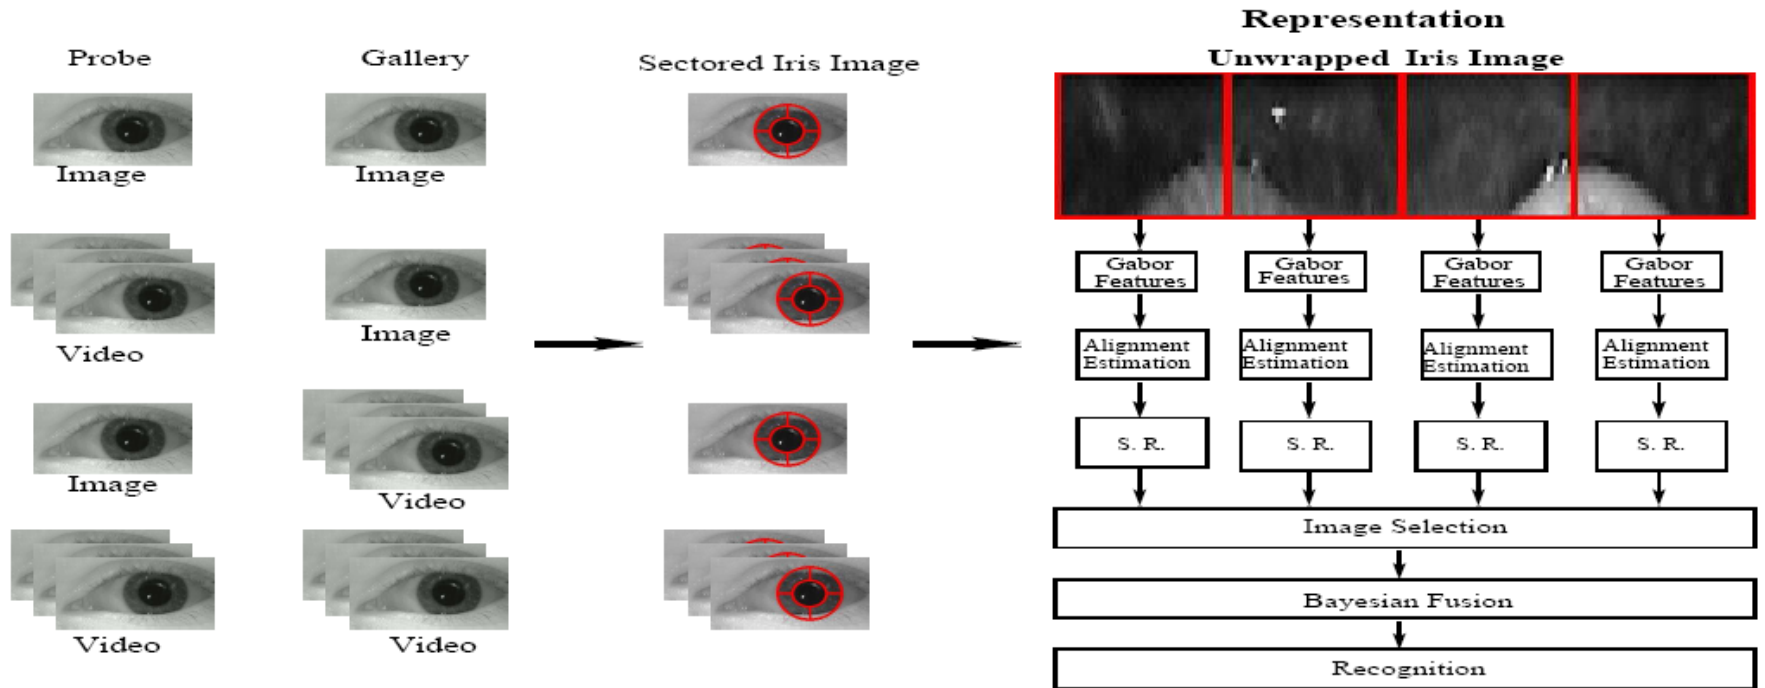 Representation
Probe
Gallery
Sectored Iris Image
Unwrapped Iris Image
Image
Image
Video
Image
Image
Video
Video
Video
Gabor
Features
Gabor
Features
Gabor
Features
Gabor
Features
Alignment
Estimation
Alignment
Estimation
Alignment
Estimation
Alignment
Estimation
S. R.
S. R.
S. R.
S. R.
Image Selection
Bayesian Fusion
Recognition